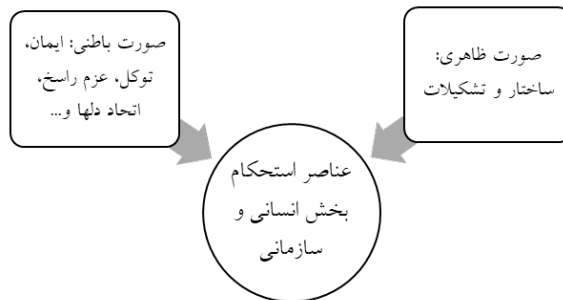 صورت ظاهری:
ساختار و تشکیلات
صورت باطنی: ایمان،
توکل، عزم راسخ،
اتحاد دلها و...
عناصر استحکام
بخش انسانی و
سازمانی